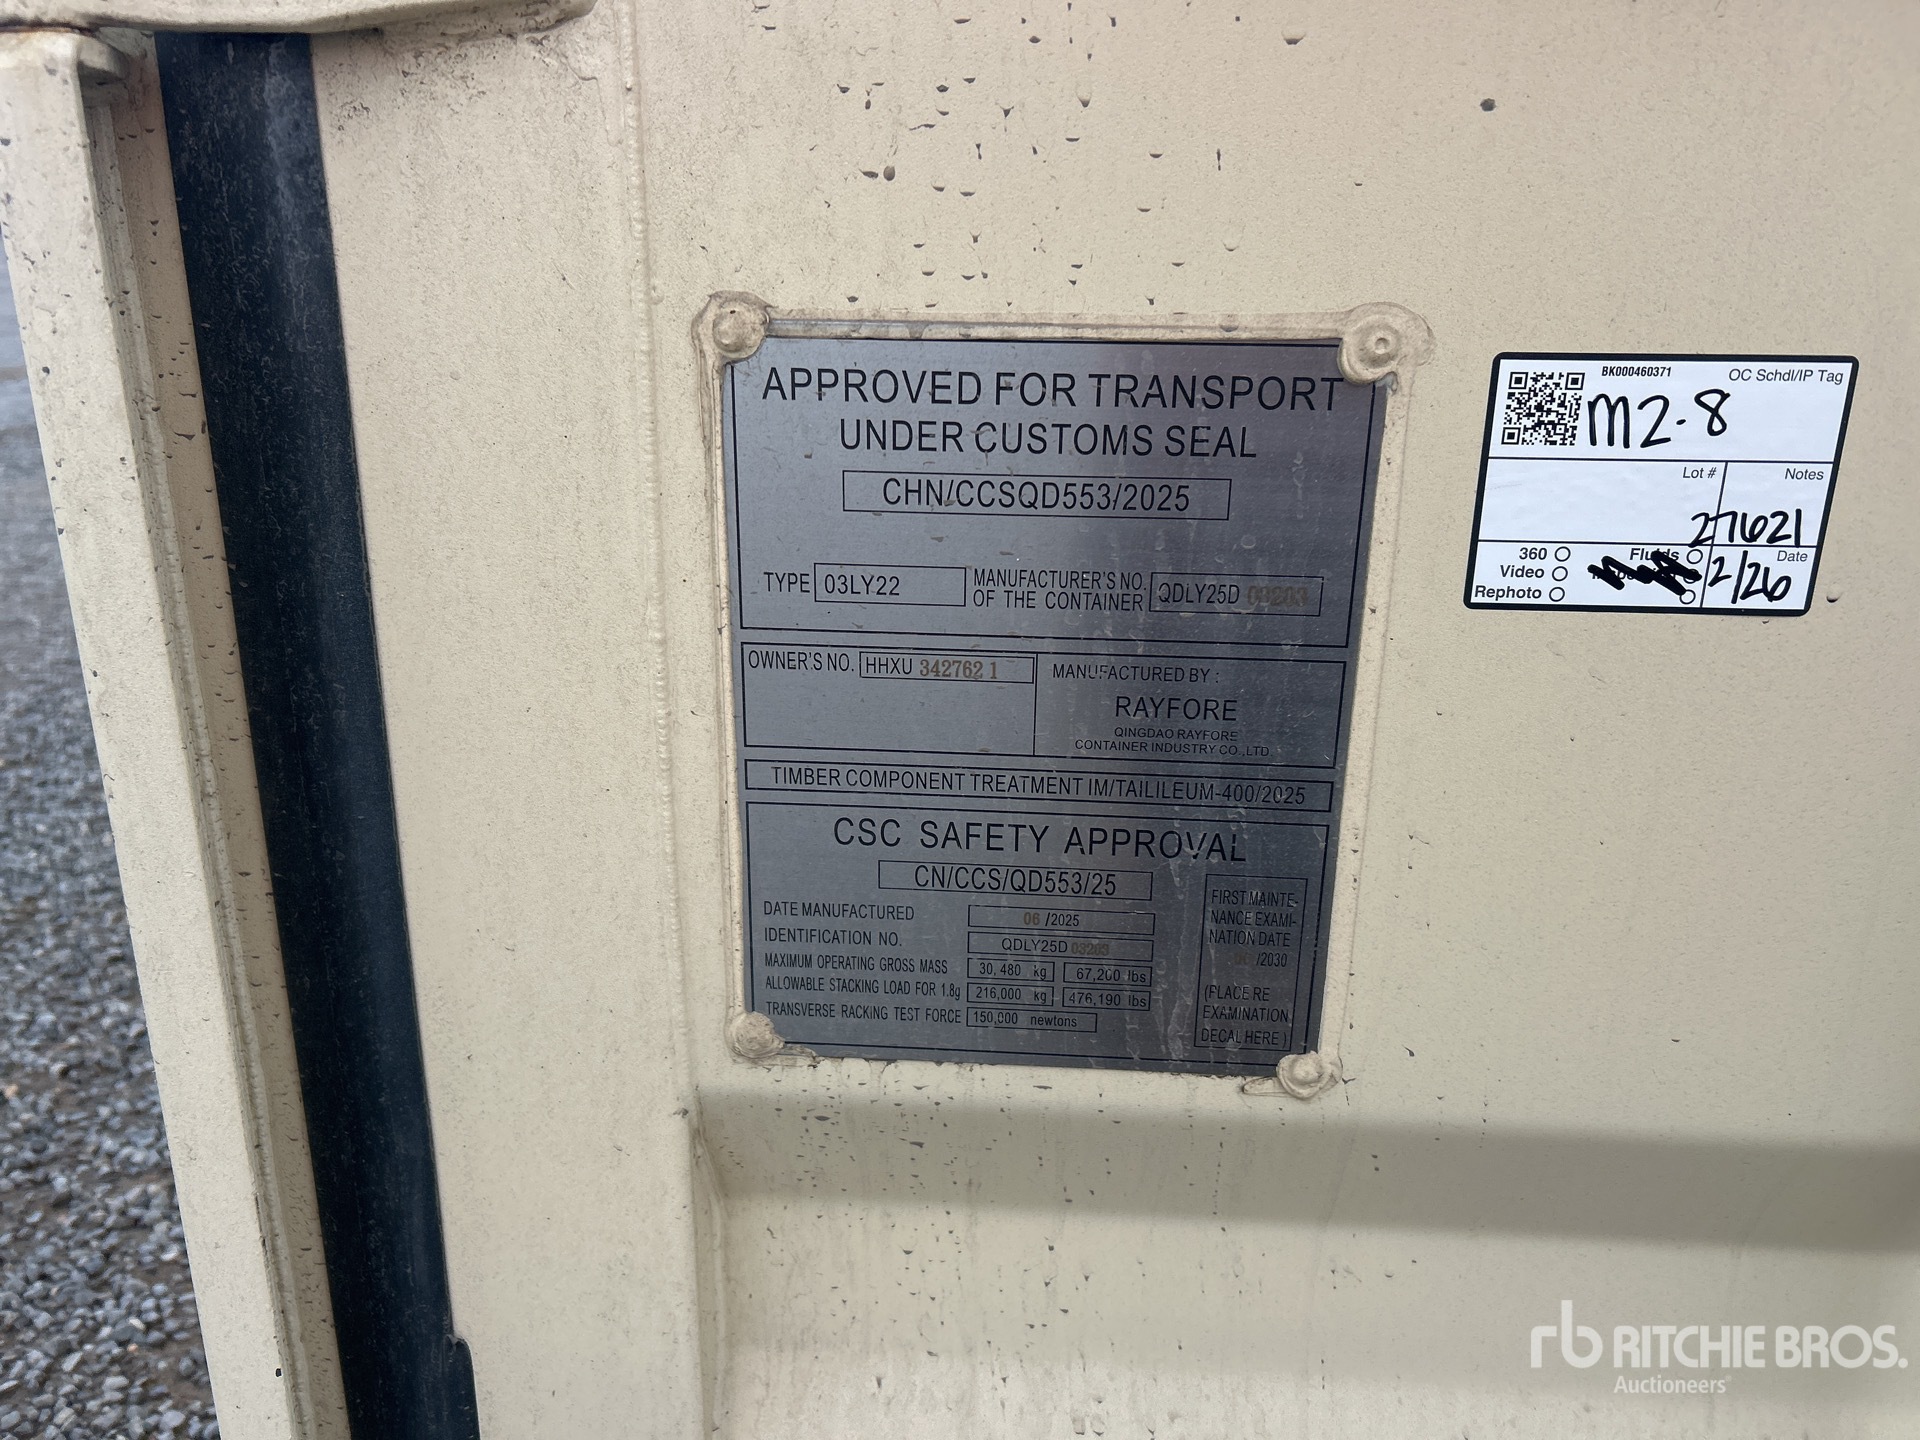 APPROVED FOR TRANSPORT
UNDER CUSTOMS SEAL
CHN/CCSQD553/2025
TYPE 03LY22
MANUFACTURER'S NO.
OF THE CONTAINER
QDLY25D 03203
OWNER'S NO. HHXU 342762 1
MANUFACTURED BY :
RAYFORE
QINGDAO RAYFORE
CONTAINER INDUSTRY CO.,LTD.
TIMBER COMPONENT TREATMENT IM/TAILILEUM-400/2025
CSC SAFETY APPROVAL
CN/CCS/QD553/25
DATE MANUFACTURED 06 /2025
IDENTIFICATION NO. QDLY25D 03203
MAXIMUM OPERATING GROSS MASS 30,480 kg 67,200 lbs
ALLOWABLE STACKING LOAD FOR 1.8g 216,000 kg 476,190 lbs
TRANSVERSE RACKING TEST FORCE 150,000 newtons
FIRST MAINTE-
NANCE EXAMI-
NATION DATE
/2030
(PLACE RE
EXAMINATION
DECAL HERE )
BK000460371
OC Schdl/IP Tag
M2-8
Lot #
Notes
27621
360
Fluids
Date
Video
2/26
Rephoto
rb RITCHIE BROS.
Auctioneers